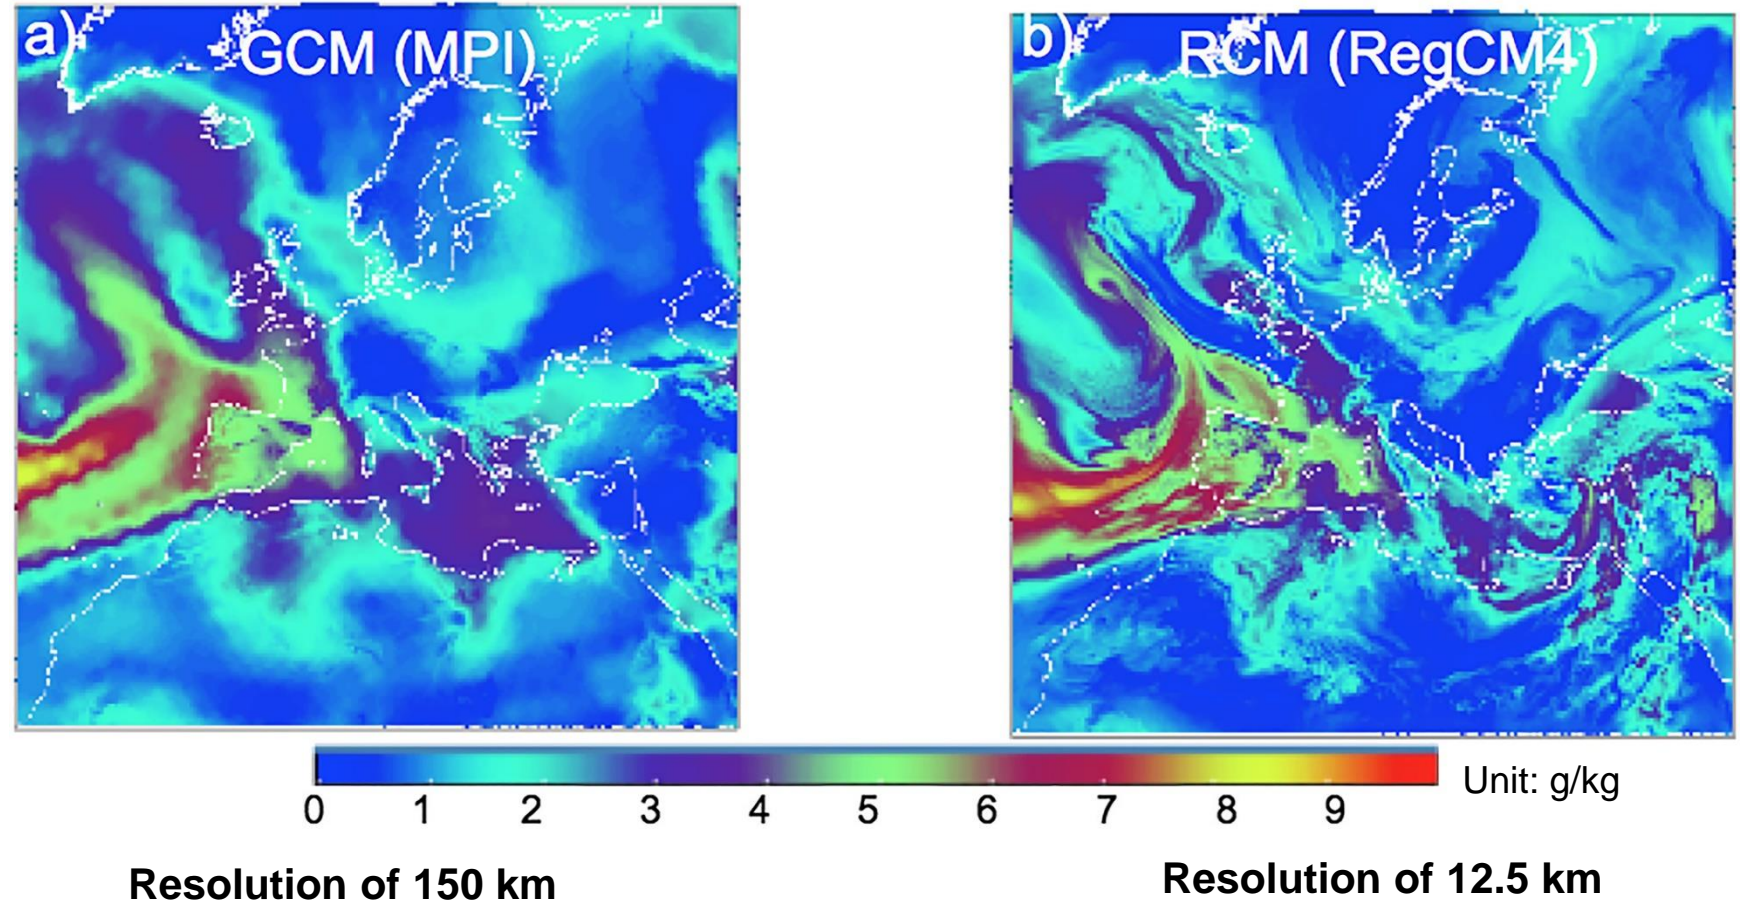 a)
GCM (MPI)
b)
RCM (RegCM4)
0 1 2 3 4 5 6 7 8 9
Unit: g/kg
Resolution of 150 km
Resolution of 12.5 km